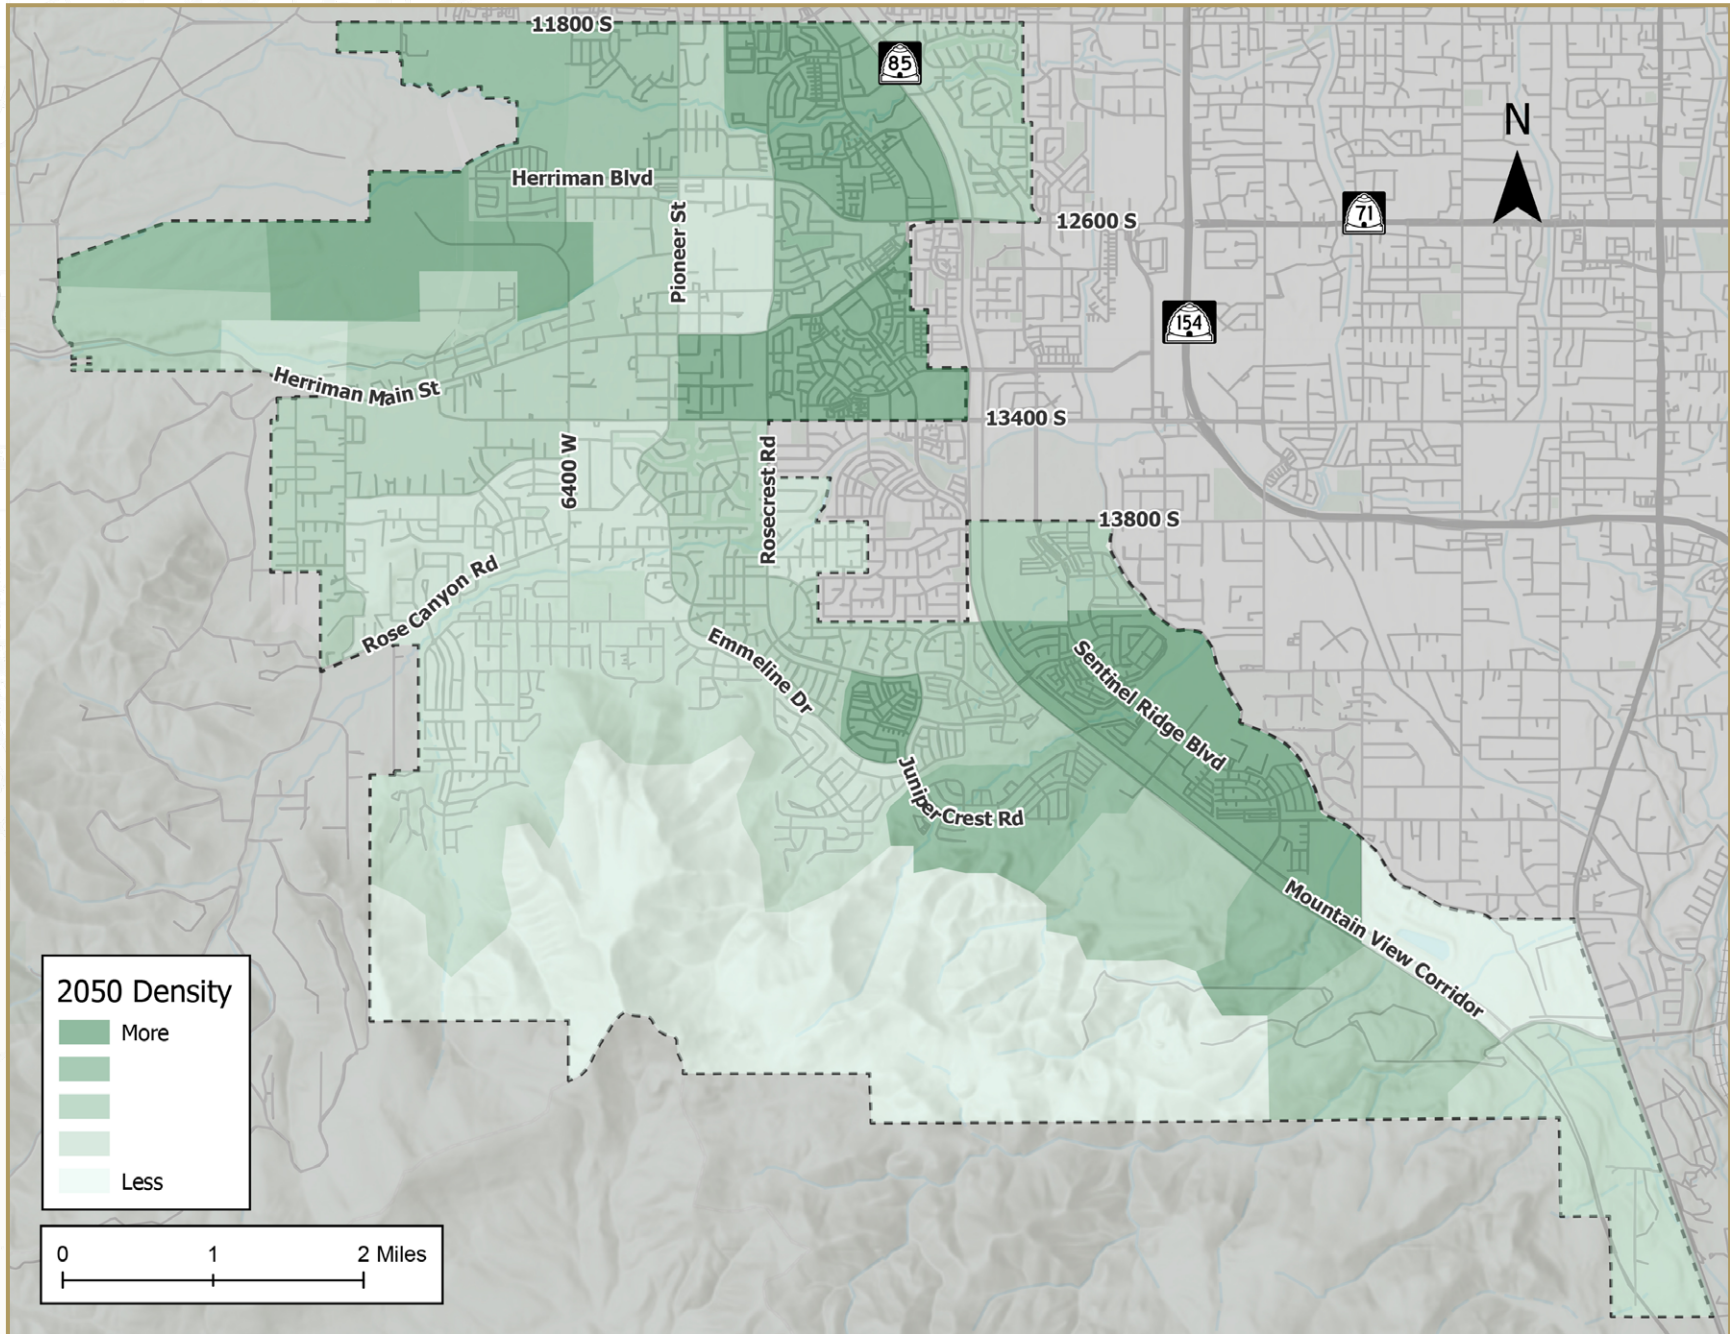 11800 S
85
N
Herriman Blvd
Pioneer St
12600 S
71
154
Herriman Main St
13400 S
6400 W
Rosecrest Rd
13800 S
Rose Canyon Rd
Emmeline Dr
Sentinel Ridge Blvd
Juniper Crest Rd
Mountain View Corridor
2050 Density
More
Less
0 1 2 Miles